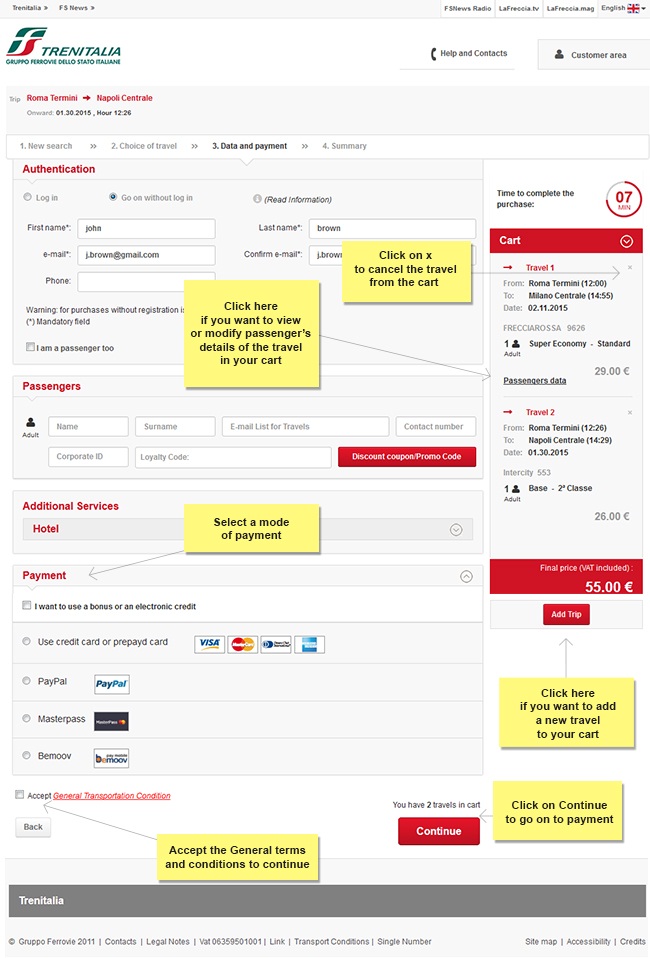 Trenitalia » FS News »
FSNews Radio LaFreccia.tv LaFreccia.mag English
TRENITALIA
GRUPPO FERROVIE DELLO STATO ITALIANE
Help and Contacts
Customer area
Trip Roma Termini → Napoli Centrale
Onward: 01.30.2015 , Hour 12:26
1. New search » 2. Choice of travel » 3. Data and payment » 4. Summary
Authentication
Log in Go on without log in (Read Information)
First name*: john Last name*: brown
e-mail*: j.brown@gmail.com Confirm e-mail*: j.brown
Phone:
Warning: for purchases without registration is
(*) Mandatory field
I am a passenger too
Click on x
to cancel the travel
from the cart
Click here
if you want to view
or modify passenger's
details of the travel
in your cart
Passengers
Adult Name Surname E-mail List for Travels Contact number
Corporate ID Loyalty Code: Discount coupon/Promo Code
Additional Services
Hotel
Select a mode
of payment
Payment
I want to use a bonus or an electronic credit
Use credit card or prepayd card VISA MasterCard Diners Club International AMERICAN EXPRESS
PayPal PayPal
Masterpass MasterPass
Bemoov pay mobile bemoov
Accept General Transportation Condition
Back
Accept the General terms
and conditions to continue
You have 2 travels in cart
Continue
Click on Continue
to go on to payment
Time to complete the
purchase:
07
MIN
Cart
→ Travel 1 ×
From: Roma Termini (12:00)
To: Milano Centrale (14:55)
Date: 02.11.2015
FRECCIAROSSA 9626
1 Super Economy - Standard
Adult
29.00 €
Passengers data
→ Travel 2 ×
From: Roma Termini (12:26)
To: Napoli Centrale (14:29)
Date: 01.30.2015
Intercity 553
1 Base - 2ª Classe
Adult
26.00 €
Final price (VAT included) :
55.00 €
Add Trip
Click here
if you want to add
a new travel
to your cart
Trenitalia
© Gruppo Ferrovie 2011 | Contacts | Legal Notes | Vat 06359501001 | Link | Transport Conditions | Single Number
Site map | Accessibility | Credits